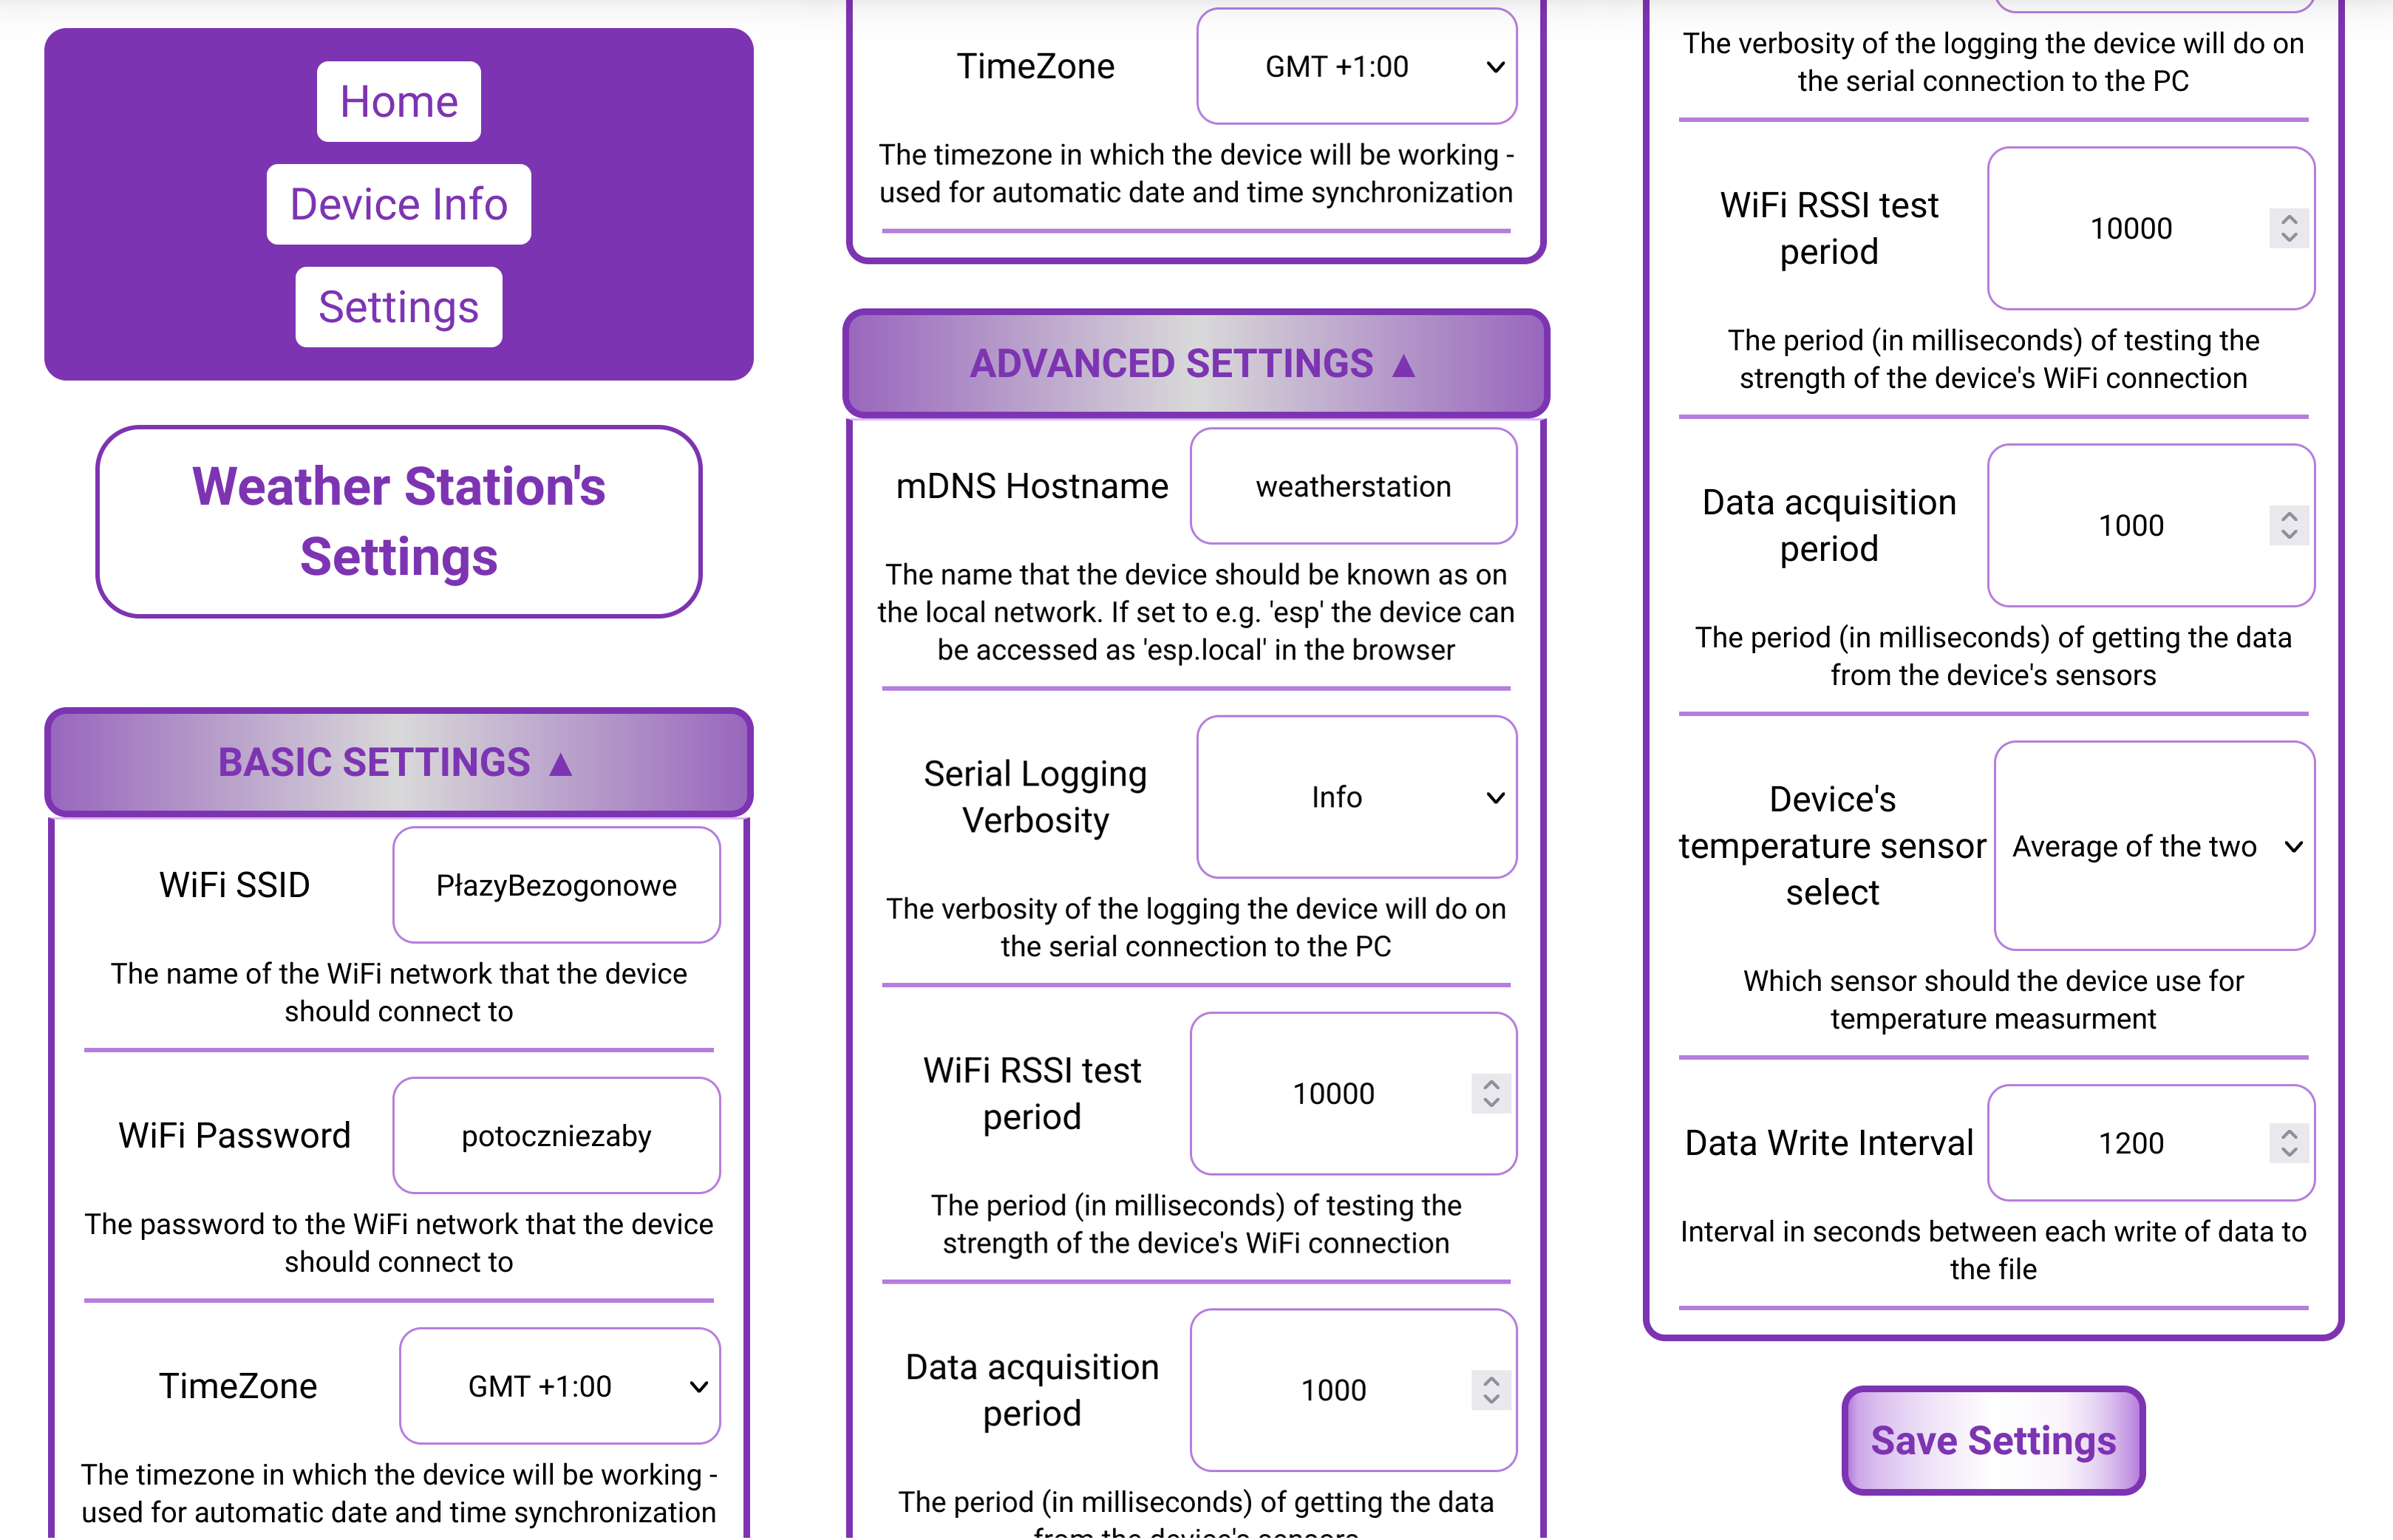 Home
Device Info
Settings
Weather Station's
Settings
BASIC SETTINGS ▲
WiFi SSID
PłazyBezogonowe
The name of the WiFi network that the device
should connect to
WiFi Password
potoczniezaby
The password to the WiFi network that the device
should connect to
TimeZone
GMT +1:00
The timezone in which the device will be working -
used for automatic date and time synchronization
TimeZone
GMT +1:00
The timezone in which the device will be working -
used for automatic date and time synchronization
ADVANCED SETTINGS ▲
mDNS Hostname
weatherstation
The name that the device should be known as on
the local network. If set to e.g. 'esp' the device can
be accessed as 'esp.local' in the browser
Serial Logging
Verbosity
Info
The verbosity of the logging the device will do on
the serial connection to the PC
WiFi RSSI test
period
10000
The period (in milliseconds) of testing the
strength of the device's WiFi connection
Data acquisition
period
1000
The period (in milliseconds) of getting the data
from the device's sensors
The verbosity of the logging the device will do on
the serial connection to the PC
WiFi RSSI test
period
10000
The period (in milliseconds) of testing the
strength of the device's WiFi connection
Data acquisition
period
1000
The period (in milliseconds) of getting the data
from the device's sensors
Device's
temperature sensor
select
Average of the two
Which sensor should the device use for
temperature measurment
Data Write Interval
1200
Interval in seconds between each write of data to
the file
Save Settings